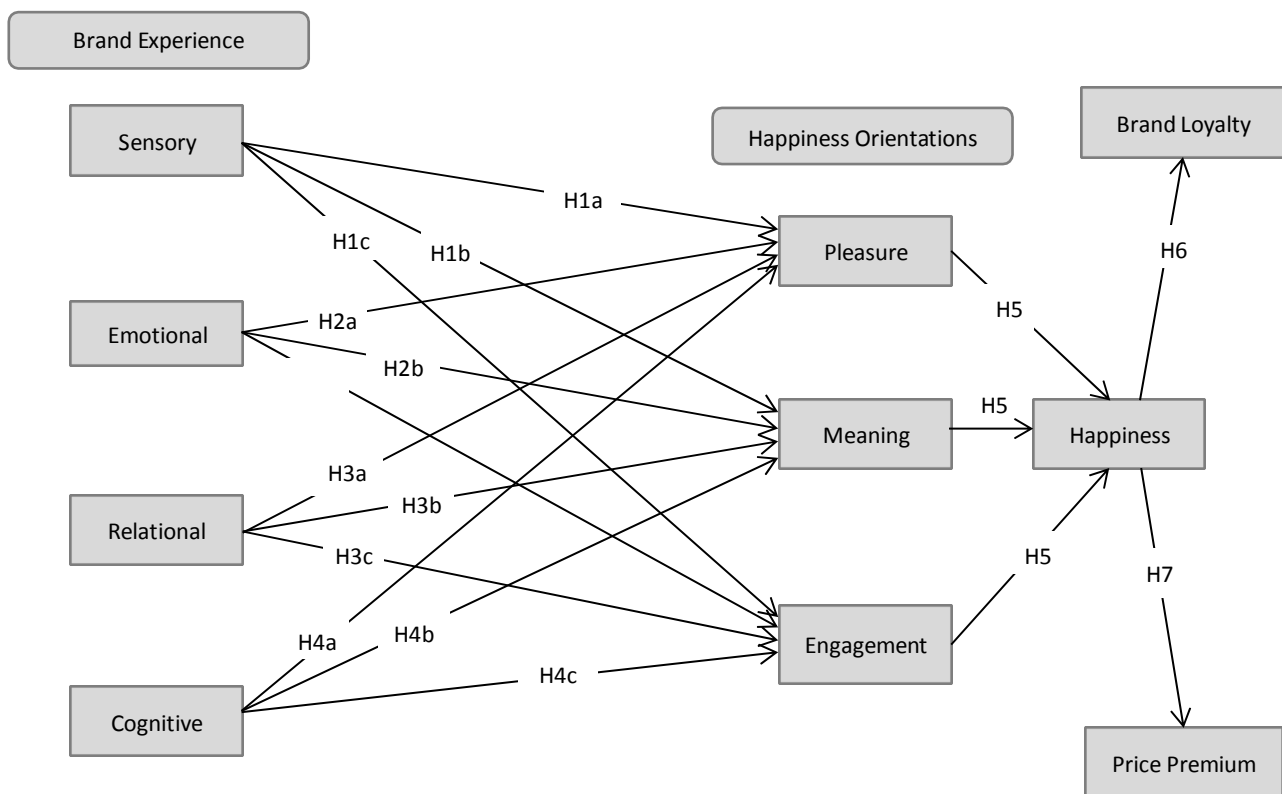 Brand Experience
Sensory
Happiness Orientations
Brand Loyalty
H1a
H1c
H1b
Pleasure
H6
Emotional
H2a
H5
H2b
Meaning
H5
Happiness
H3a
H3b
Relational
H3c
H5
H7
H4a
H4b
Engagement
H4c
Cognitive
Price Premium